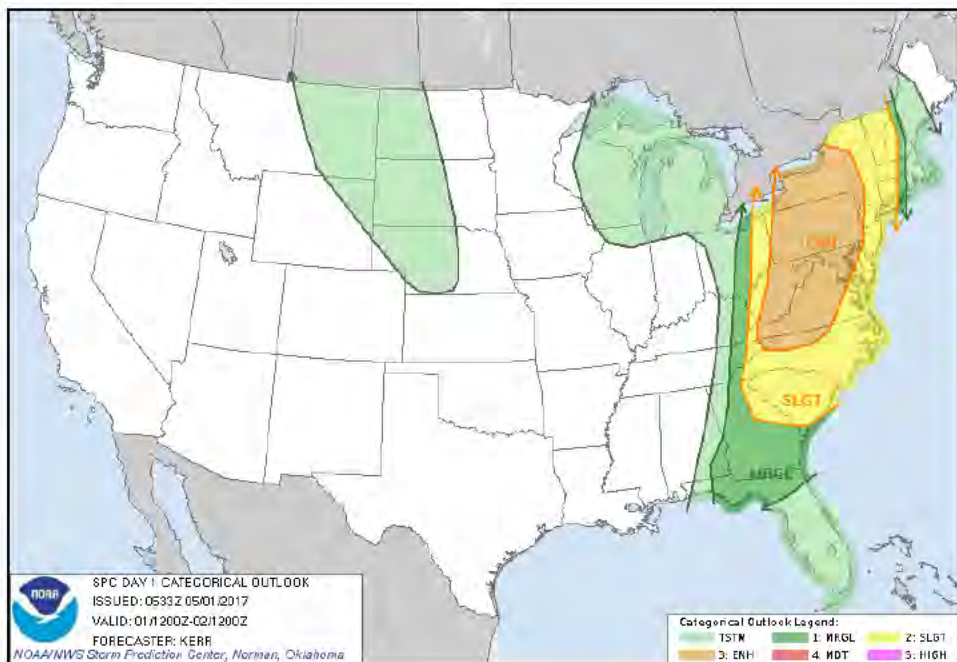 ENH
SLGT
MRGL
NOAA
SPC DAY 1 CATEGORICAL OUTLOOK
ISSUED: 0533Z 05/01/2017
VALID: 01/1200Z-02/1200Z
FORECASTER: KERR
NOAA/NWS Storm Prediction Center, Norman, Oklahoma
Categorical Outlook Legend:
TSTM 1: MRGL 2: SLGT
3: ENH 4: MDT 5: HIGH